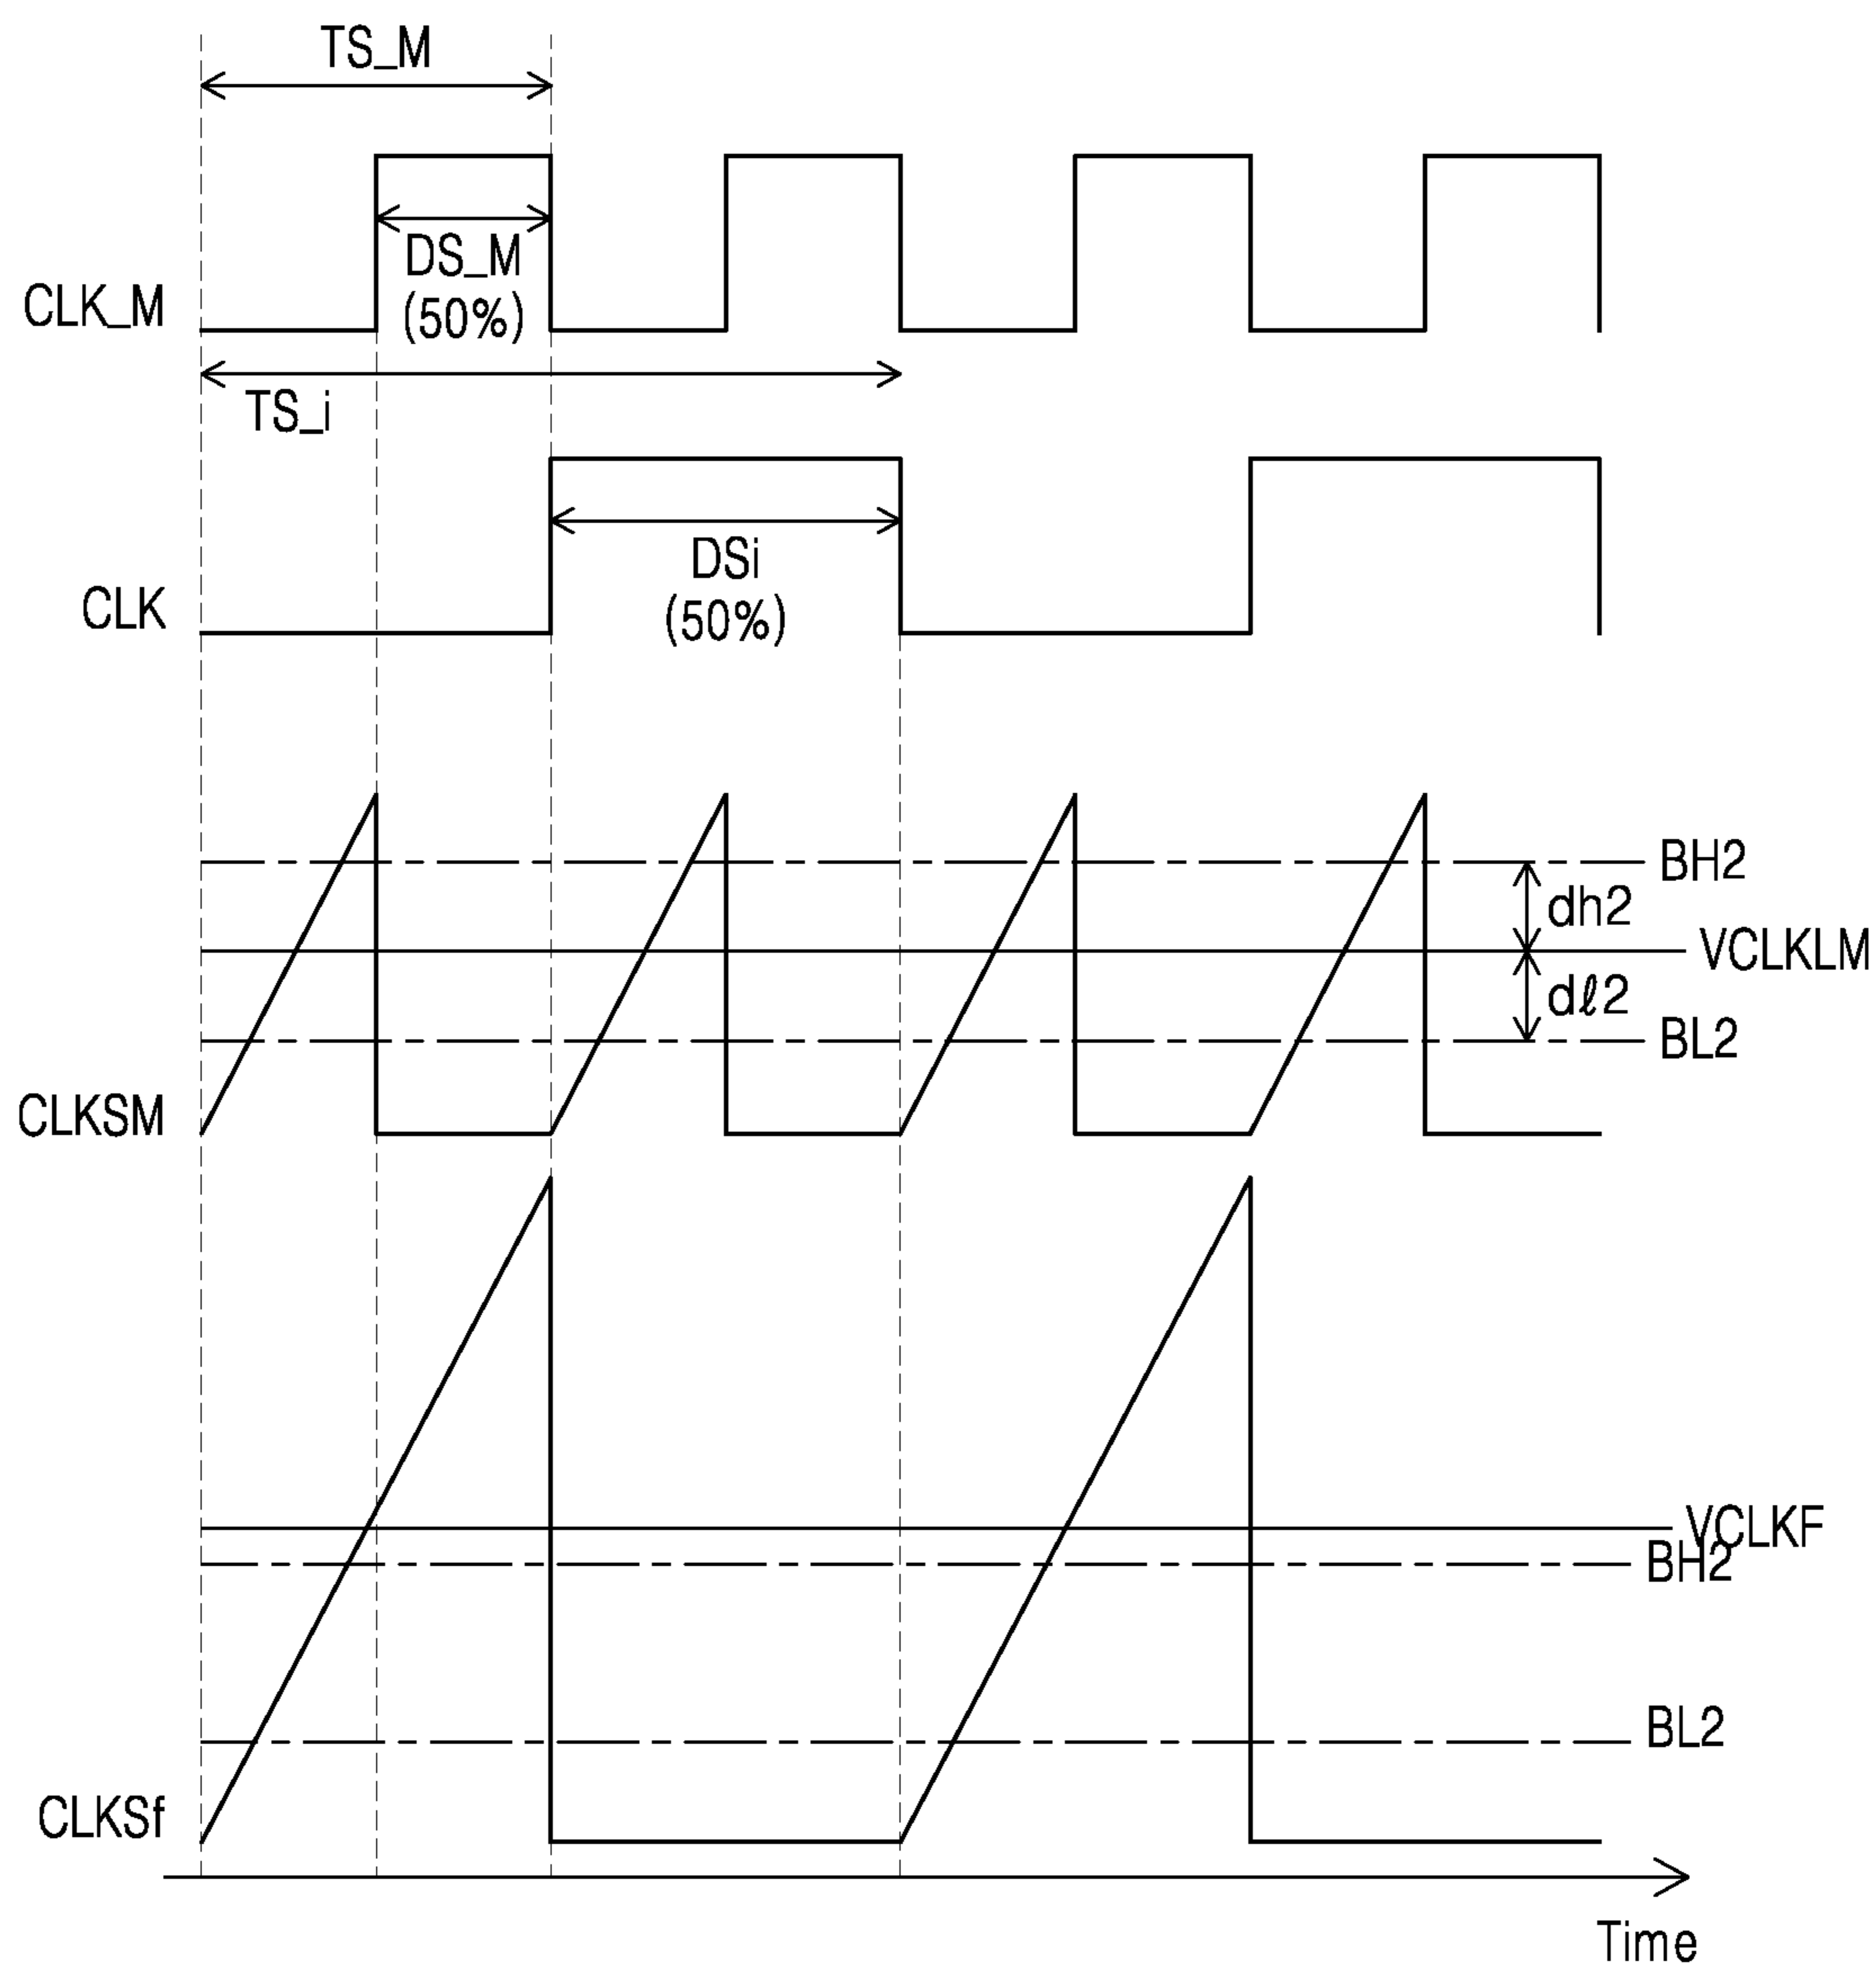 TS_M
DS_M
(50%)
CLK_M
TS_i
DSi
(50%)
CLK
BH2
dh2
VCLKLM
dℓ2
BL2
CLKSM
VCLKF
BH2
BL2
CLKSf
Time